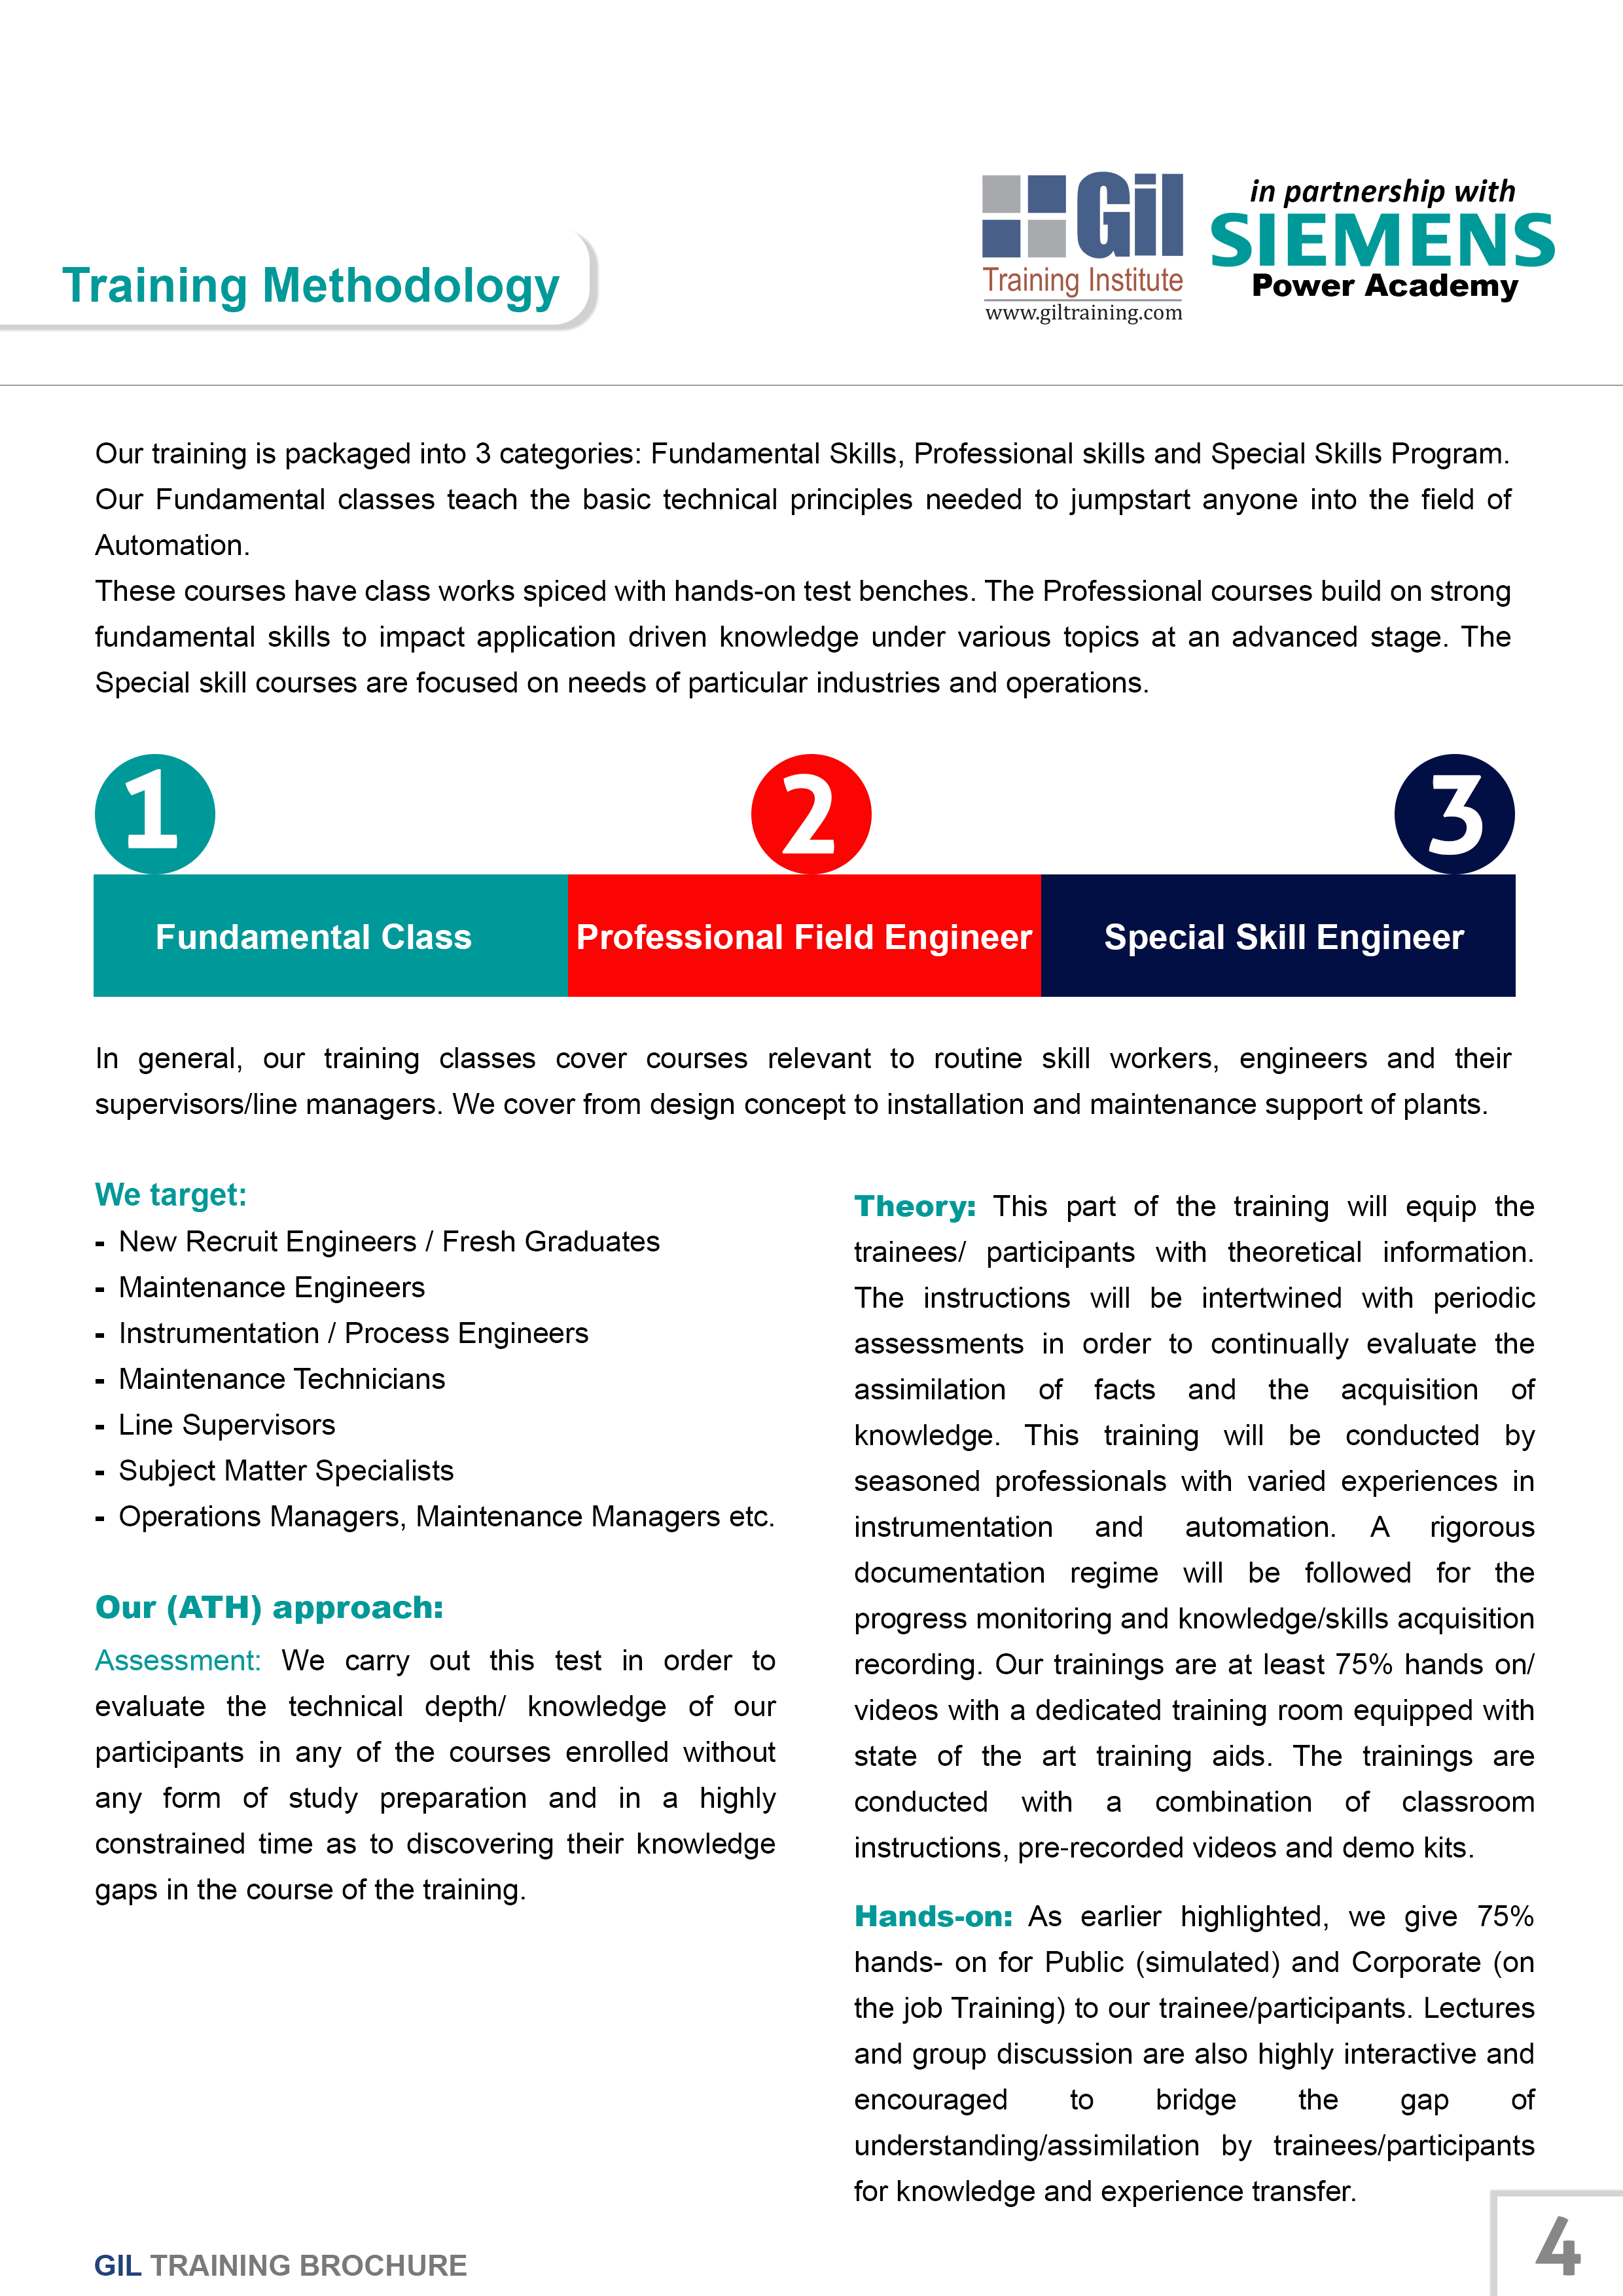 Training Methodology
Gil
Training Institute
www.giltraining.com
in partnership with
SIEMENS
Power Academy
Our training is packaged into 3 categories: Fundamental Skills, Professional skills and Special Skills Program.
Our Fundamental classes teach the basic technical principles needed to jumpstart anyone into the field of
Automation.
These courses have class works spiced with hands-on test benches. The Professional courses build on strong
fundamental skills to impact application driven knowledge under various topics at an advanced stage. The
Special skill courses are focused on needs of particular industries and operations.
1
2
3
Fundamental Class
Professional Field Engineer
Special Skill Engineer
In general, our training classes cover courses relevant to routine skill workers, engineers and their
supervisors/line managers. We cover from design concept to installation and maintenance support of plants.
We target:
- New Recruit Engineers / Fresh Graduates
- Maintenance Engineers
- Instrumentation / Process Engineers
- Maintenance Technicians
- Line Supervisors
- Subject Matter Specialists
- Operations Managers, Maintenance Managers etc.
Our (ATH) approach:
Assessment: We carry out this test in order to
evaluate the technical depth/ knowledge of our
participants in any of the courses enrolled without
any form of study preparation and in a highly
constrained time as to discovering their knowledge
gaps in the course of the training.
Theory: This part of the training will equip the
trainees/ participants with theoretical information.
The instructions will be intertwined with periodic
assessments in order to continually evaluate the
assimilation of facts and the acquisition of
knowledge. This training will be conducted by
seasoned professionals with varied experiences in
instrumentation and automation. A rigorous
documentation regime will be followed for the
progress monitoring and knowledge/skills acquisition
recording. Our trainings are at least 75% hands on/
videos with a dedicated training room equipped with
state of the art training aids. The trainings are
conducted with a combination of classroom
instructions, pre-recorded videos and demo kits.
Hands-on: As earlier highlighted, we give 75%
hands- on for Public (simulated) and Corporate (on
the job Training) to our trainee/participants. Lectures
and group discussion are also highly interactive and
encouraged to bridge the gap of
understanding/assimilation by trainees/participants
for knowledge and experience transfer.
GIL TRAINING BROCHURE
4